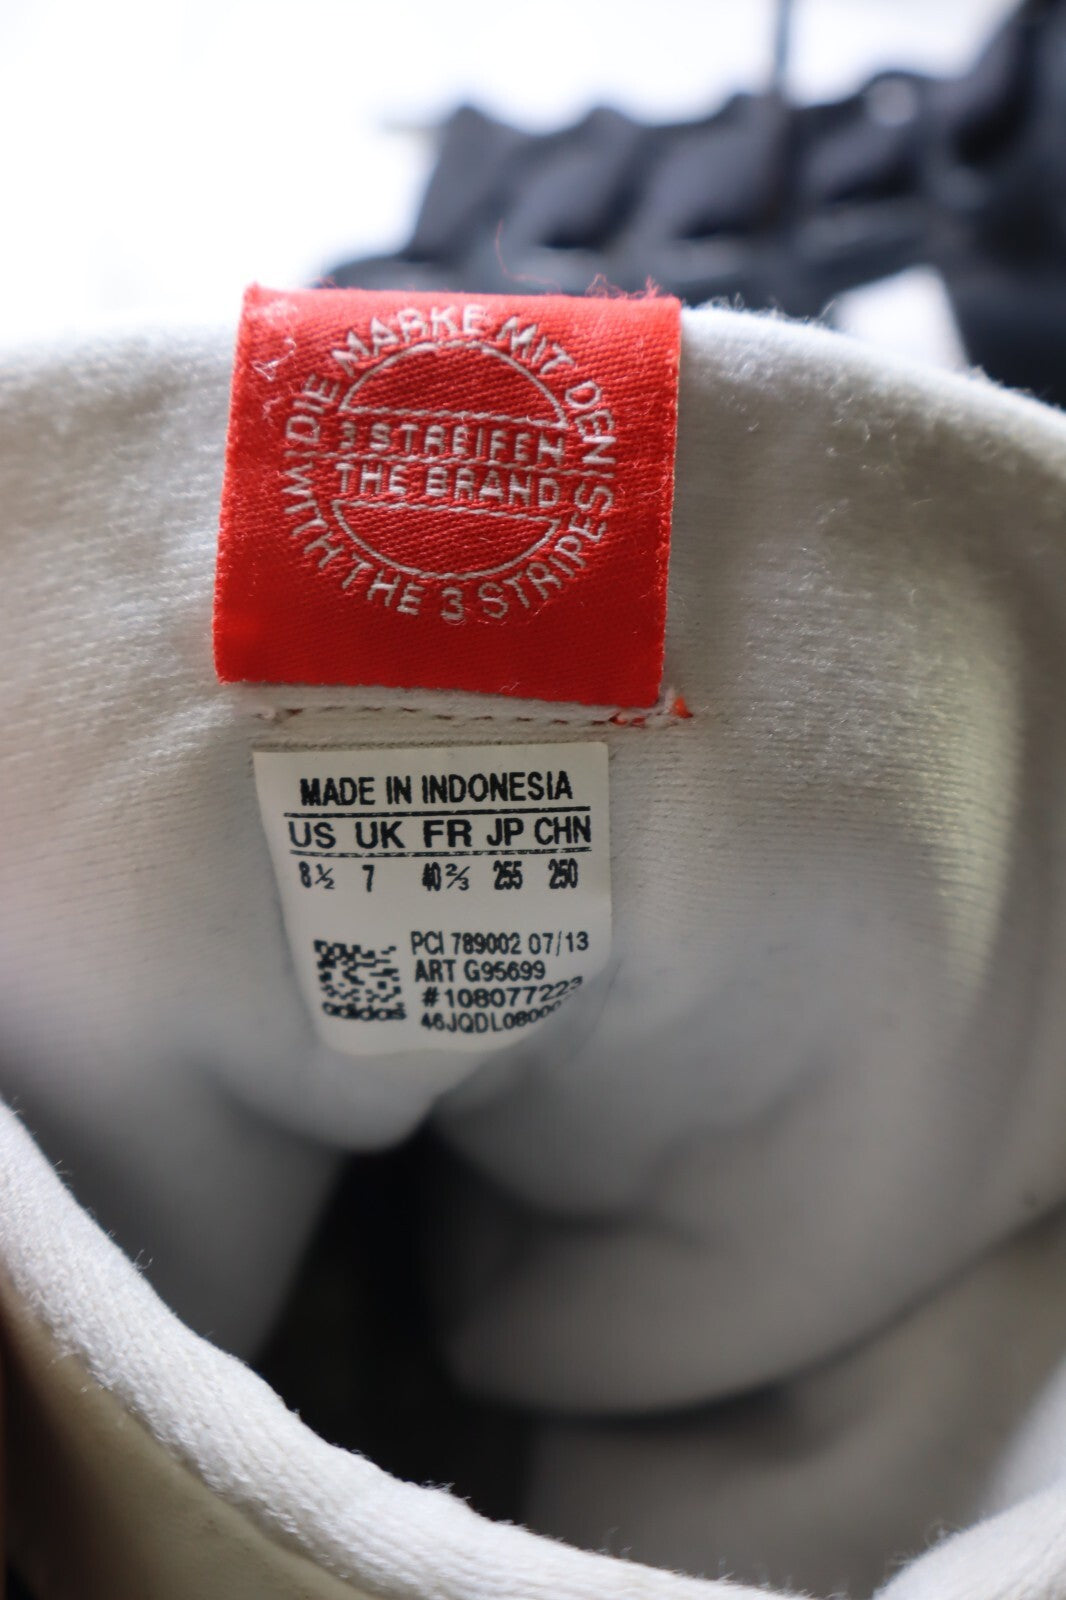 DIE MARKE MIT DEN
3 STREIFEN
THE BRAND
WITH THE 3 STRIPES
MADE IN INDONESIA
US UK FR JP CHN
8½ 7 40⅔ 255 250
PCI 789002 07/13
ART G95699
#108077223
adidas